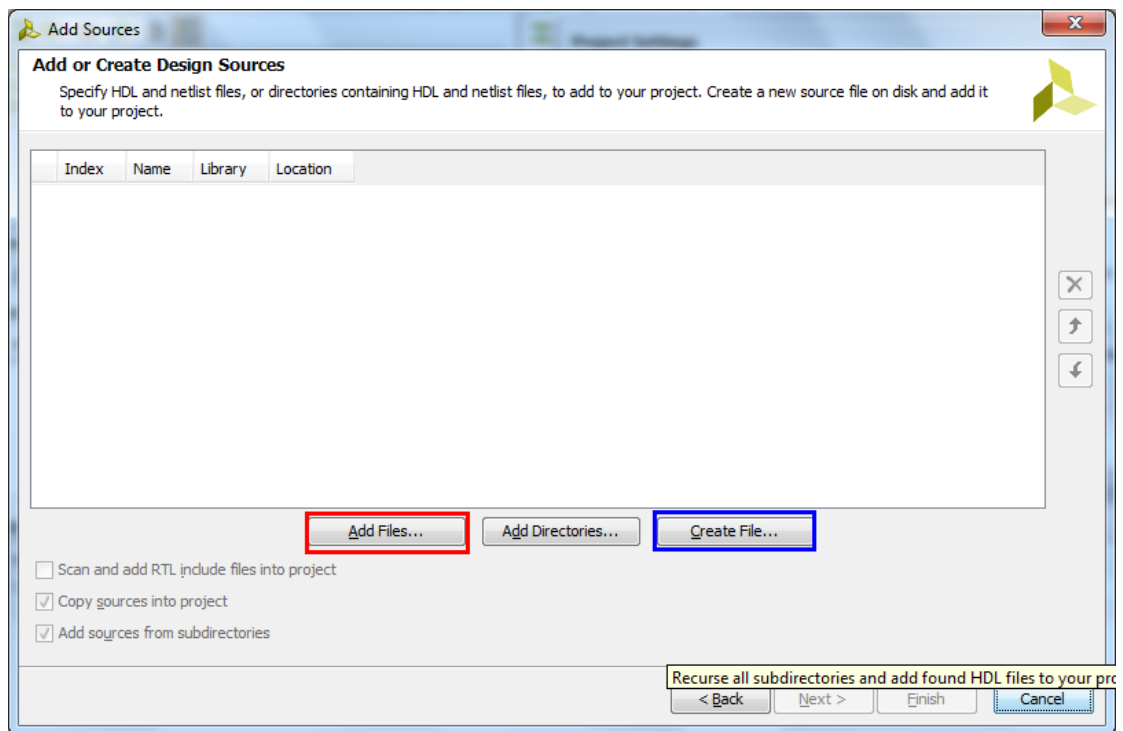 Add Sources
Project Settings
Add or Create Design Sources
Specify HDL and netlist files, or directories containing HDL and netlist files, to add to your project. Create a new source file on disk and add it
to your project.
Index Name Library Location
Add Files... Add Directories... Create File...
Scan and add RTL include files into project
Copy sources into project
Add sources from subdirectories
Recurse all subdirectories and add found HDL files to your pro
< Back Next > Finish Cancel